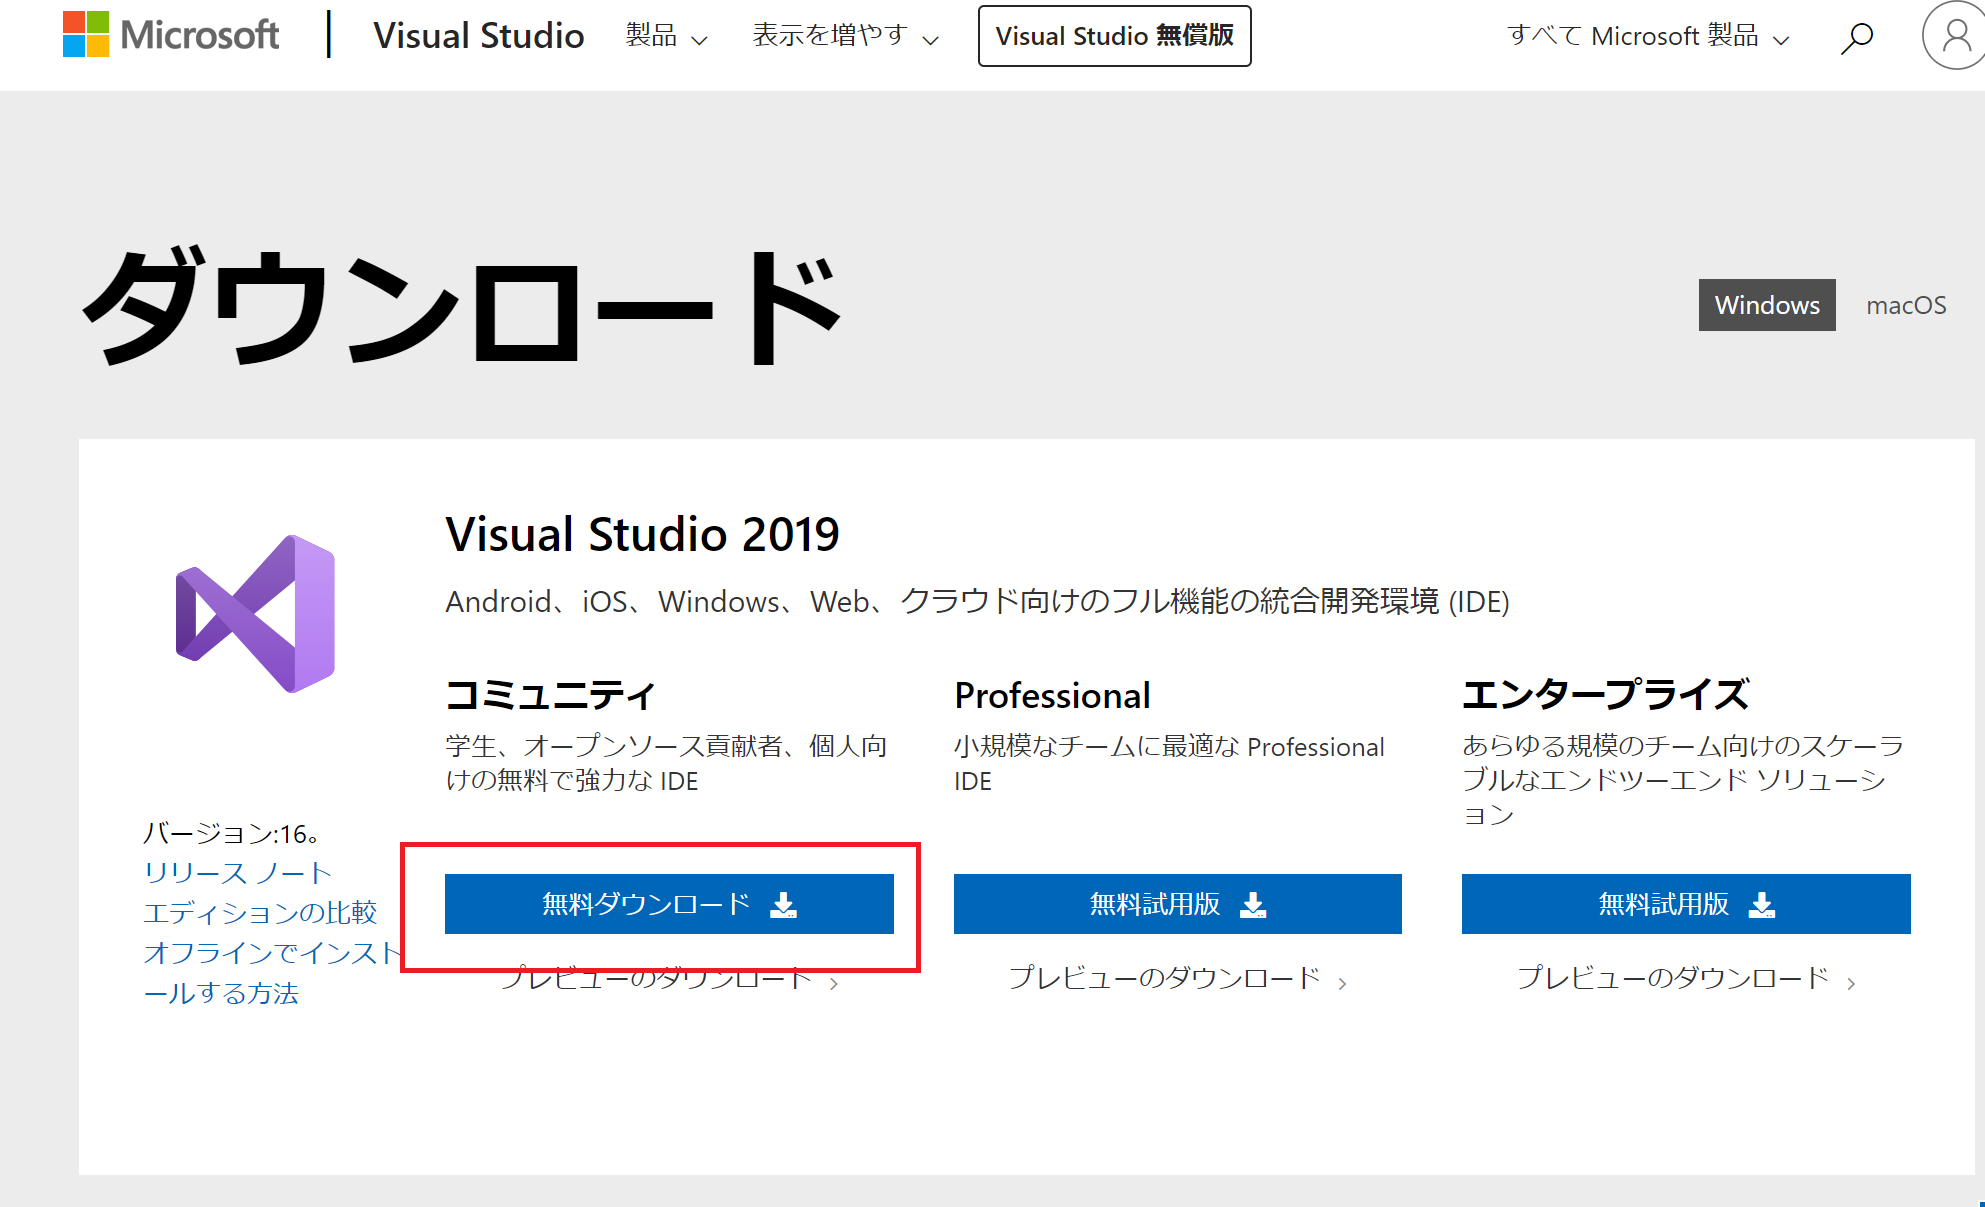 Microsoft Visual Studio 製品 表示を増やす Visual Studio 無償版 すべて Microsoft 製品
ダウンロード
Windows macOS
Visual Studio 2019
Android、iOS、Windows、Web、クラウド向けのフル機能の統合開発環境 (IDE)
コミュニティ
学生、オープンソース貢献者、個人向
けの無料で強力な IDE
無料ダウンロード
プレビューのダウンロード
Professional
小規模なチームに最適な Professional
IDE
無料試用版
プレビューのダウンロード
エンタープライズ
あらゆる規模のチーム向けのスケーラ
ブルなエンドツーエンド ソリューシ
ョン
無料試用版
プレビューのダウンロード
バージョン:16。
リリース ノート
エディションの比較
オフラインでインスト
ールする方法